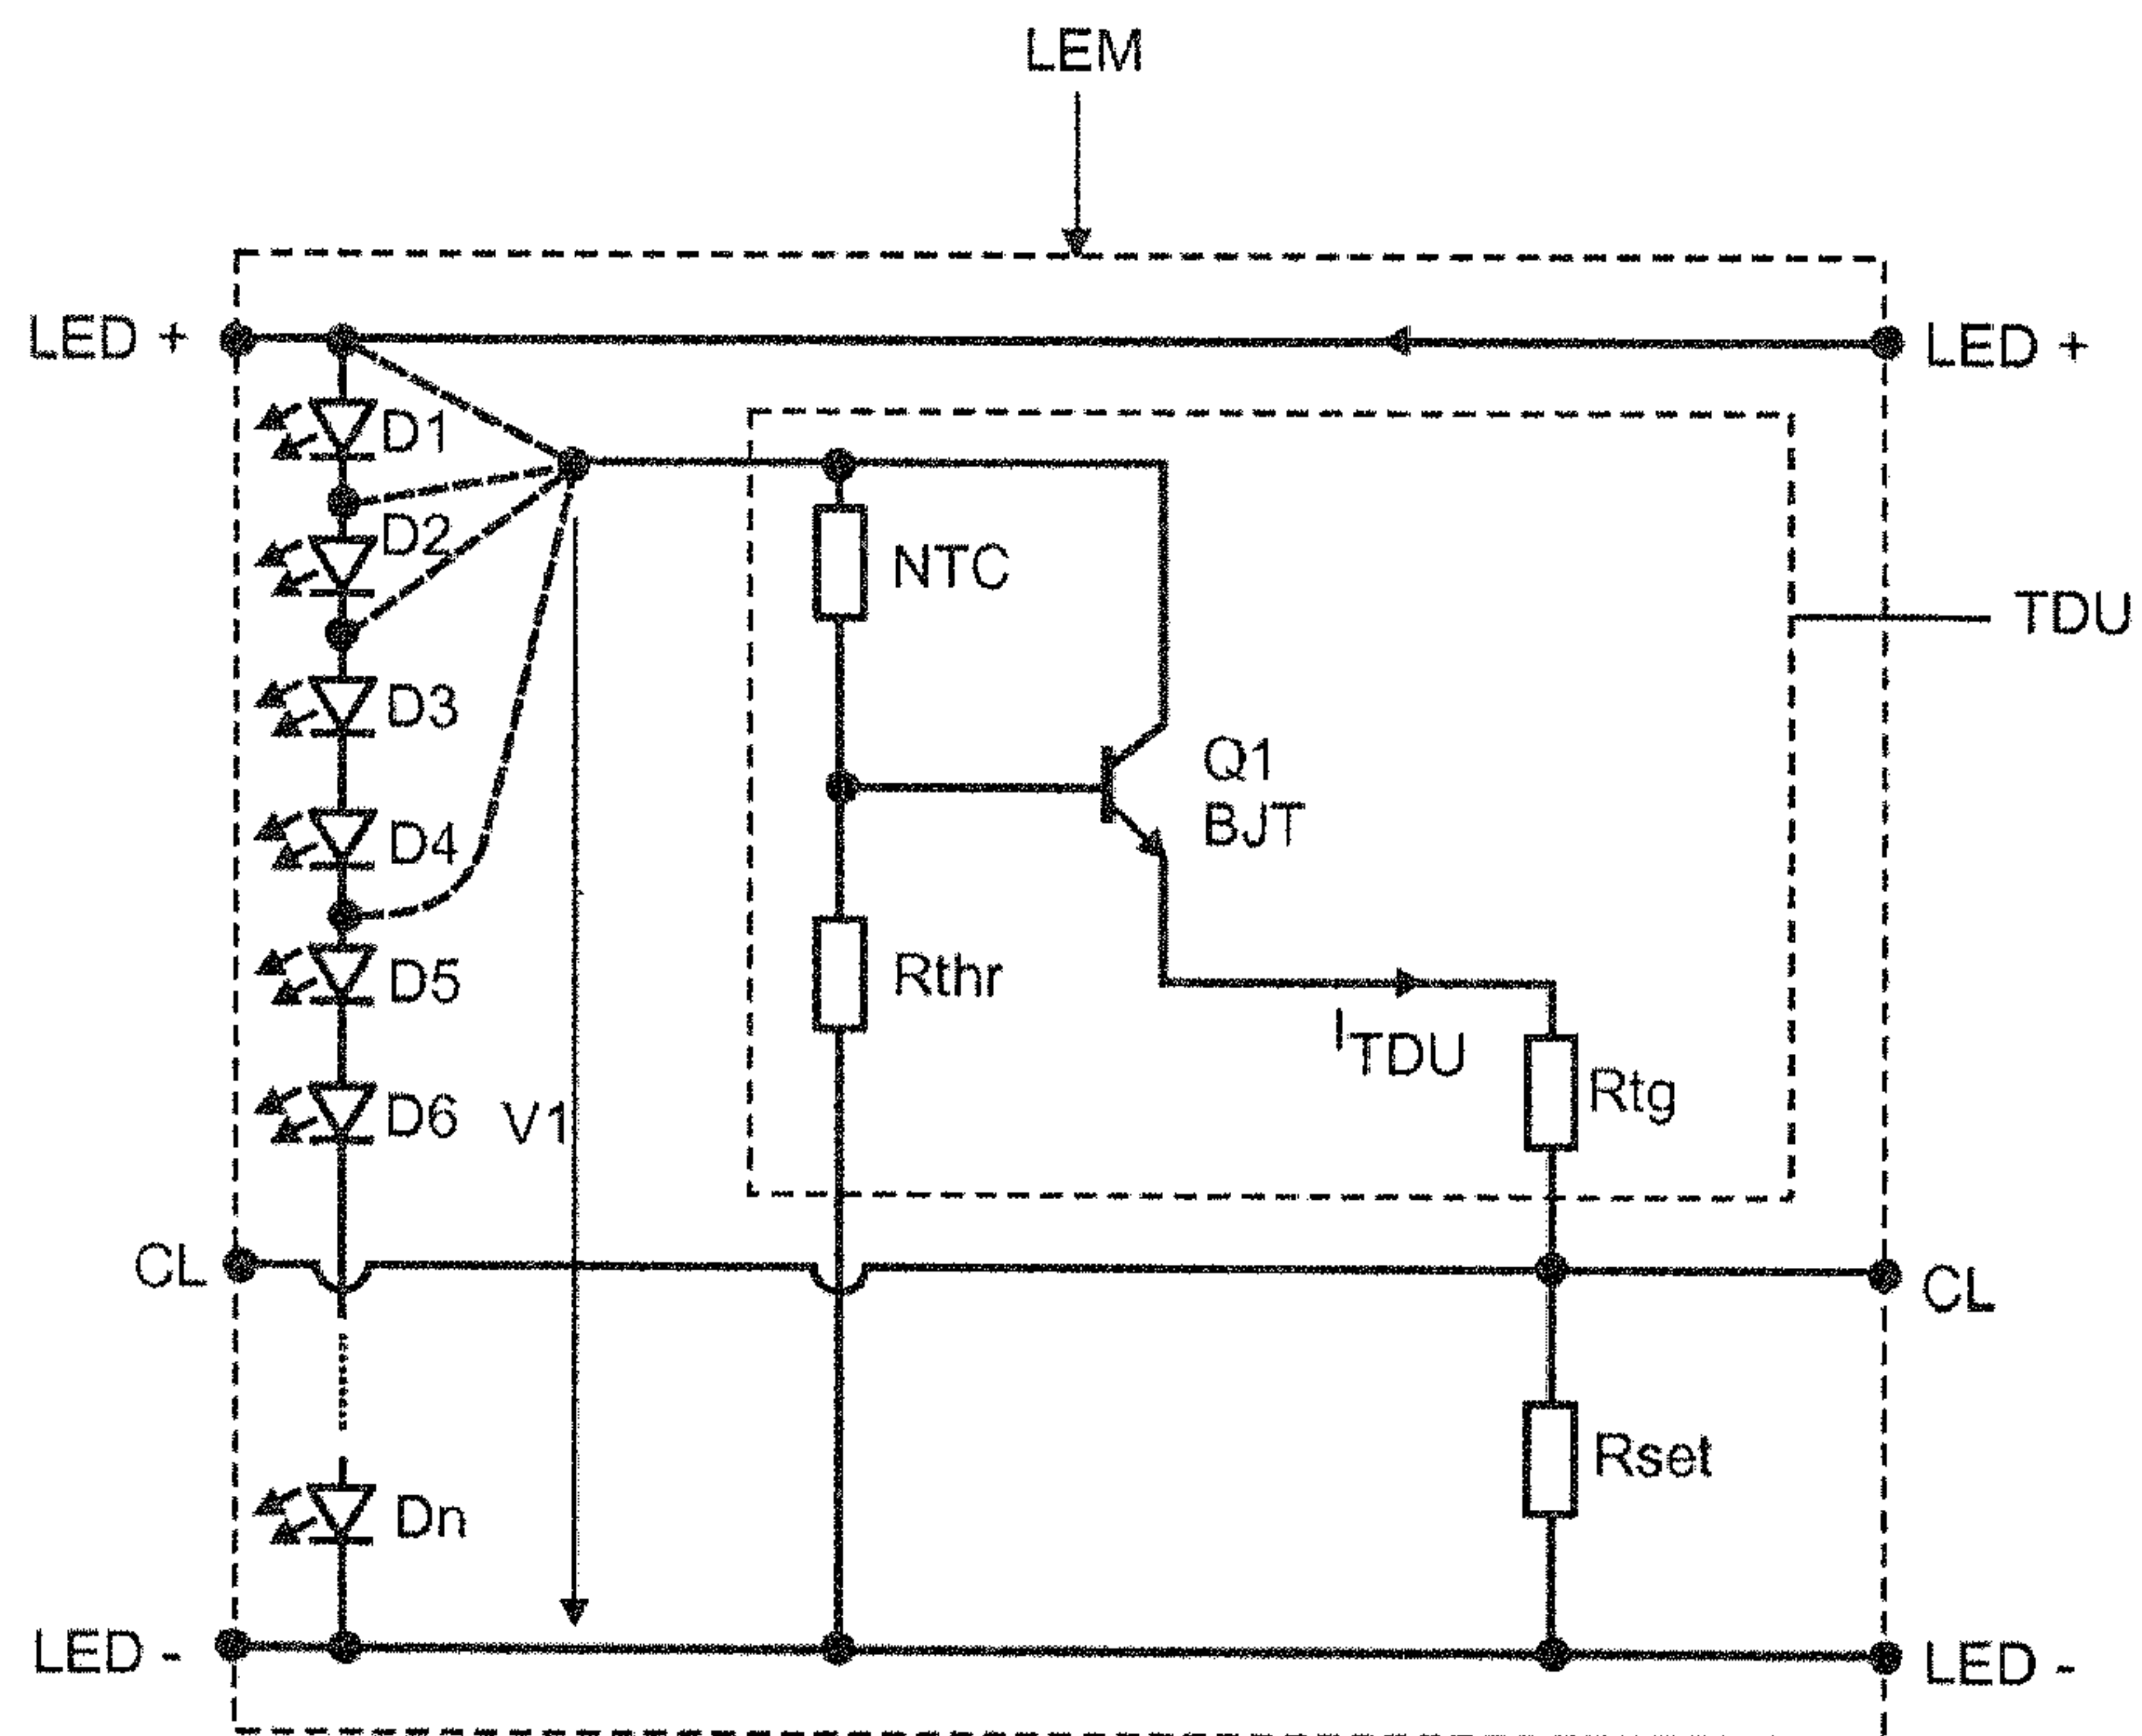 LEM
LED +
LED +
D1
D2
NTC
TDU
D3
Q1
BJT
D4
D5
Rthr
I TDU
Rtg
D6
V1
CL
CL
Rset
Dn
LED -
LED -